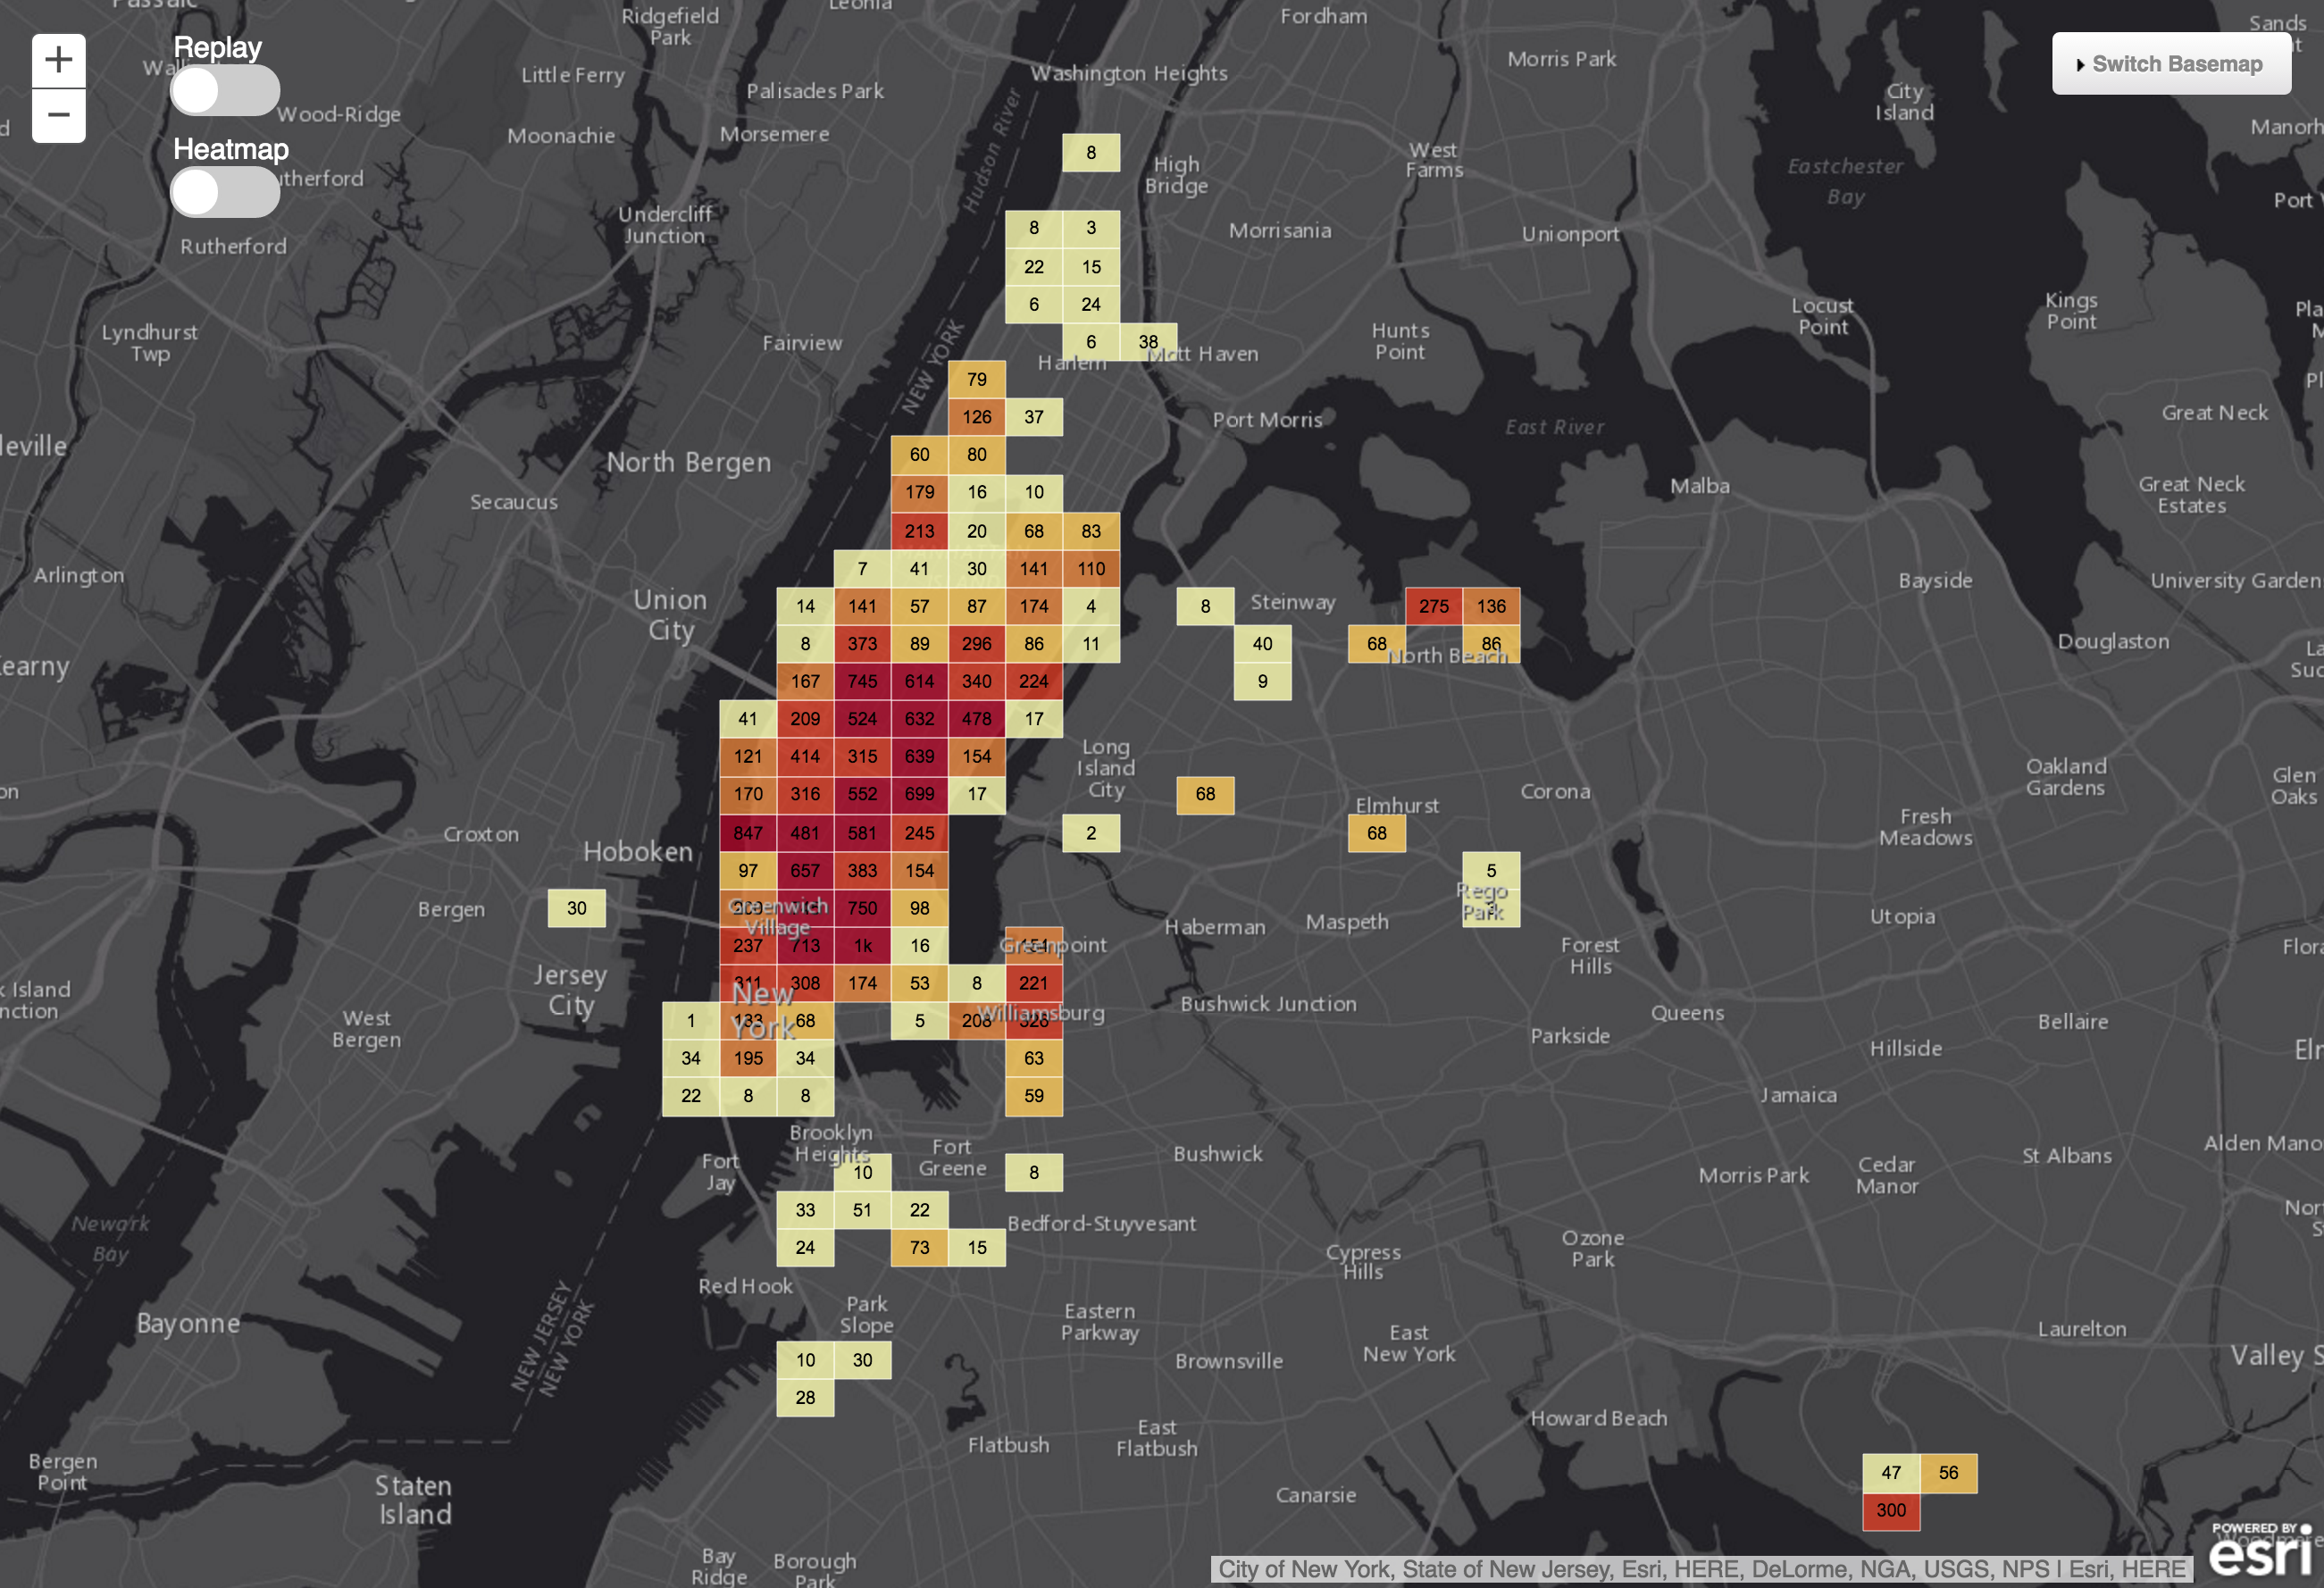 Passaic
Ridgefield
Park
Leonia
Fordham
Sands
Replay
Little Ferry
Palisades Park
Washington Heights
Morris Park
City
Island
Switch Basemap
+
−
Wood-Ridge
Moonachie
Morsemere
Manorh
Heatmap
Hudson River
8
High
Bridge
West
Farms
Eastchester
Bay
Rutherford
Undercliff
Junction
8 3
Morrisania
Unionport
Port
22 15
6 24
Lyndhurst
Twp
Fairview
NEW YORK
6 38
Harlem
Mott Haven
Hunts
Point
Locust
Point
Kings
Point
79
126 37
Port Morris
East River
Great Neck
leville
North Bergen
60 80
Secaucus
179 16 10
Malba
Great Neck
Estates
213 20 68 83
Arlington
7 41 30 141 110
Bayside
University Garden
Union
City
14 141 57 87 174 4
8
Steinway
275 136
earny
8 373 89 296 86 11
40
68 86
North Beach
Douglaston
167 745 614 340 224
9
41 209 524 632 478 17
121 414 315 639 154
Long
Island
City
Oakland
Gardens
Glen
Oaks
170 316 552 699 17
68
Elmhurst
Corona
Croxton
Hoboken
847 481 581 245
2
68
Fresh
Meadows
97 657 383 154
5
Rego
Park
Bergen
30
Greenwich
Village
750 98
Haberman
Maspeth
Utopia
237 713 1k 16
Greenpoint
Forest
Hills
Flora
Jersey
City
311 308 174 53 8 221
k Island
nction
New
York
Williamsburg
Bushwick Junction
West
Bergen
1 133 68 5 208 326
Parkside
Queens
Bellaire
34 195 34 63
Hillside
22 8 8 59
Jamaica
Brooklyn
Heights
Fort
Jay
Fort
Greene
10
8
Bushwick
Morris Park
Cedar
Manor
St Albans
Alden Mano
33 51 22
Bedford-Stuyvesant
Newark
Bay
24 73 15
Cypress
Hills
Ozone
Park
Red Hook
Park
Slope
Eastern
Parkway
East
New York
Bayonne
NEW JERSEY
NEW YORK
Laurelton
Valley S
10 30
Brownsville
28
Howard Beach
Flatbush
East
Flatbush
Bergen
Point
Staten
Island
47 56
Canarsie
300
Bay
Ridge
Borough
Park
POWERED BY
esri
City of New York, State of New Jersey, Esri, HERE, DeLorme, NGA, USGS, NPS | Esri, HERE